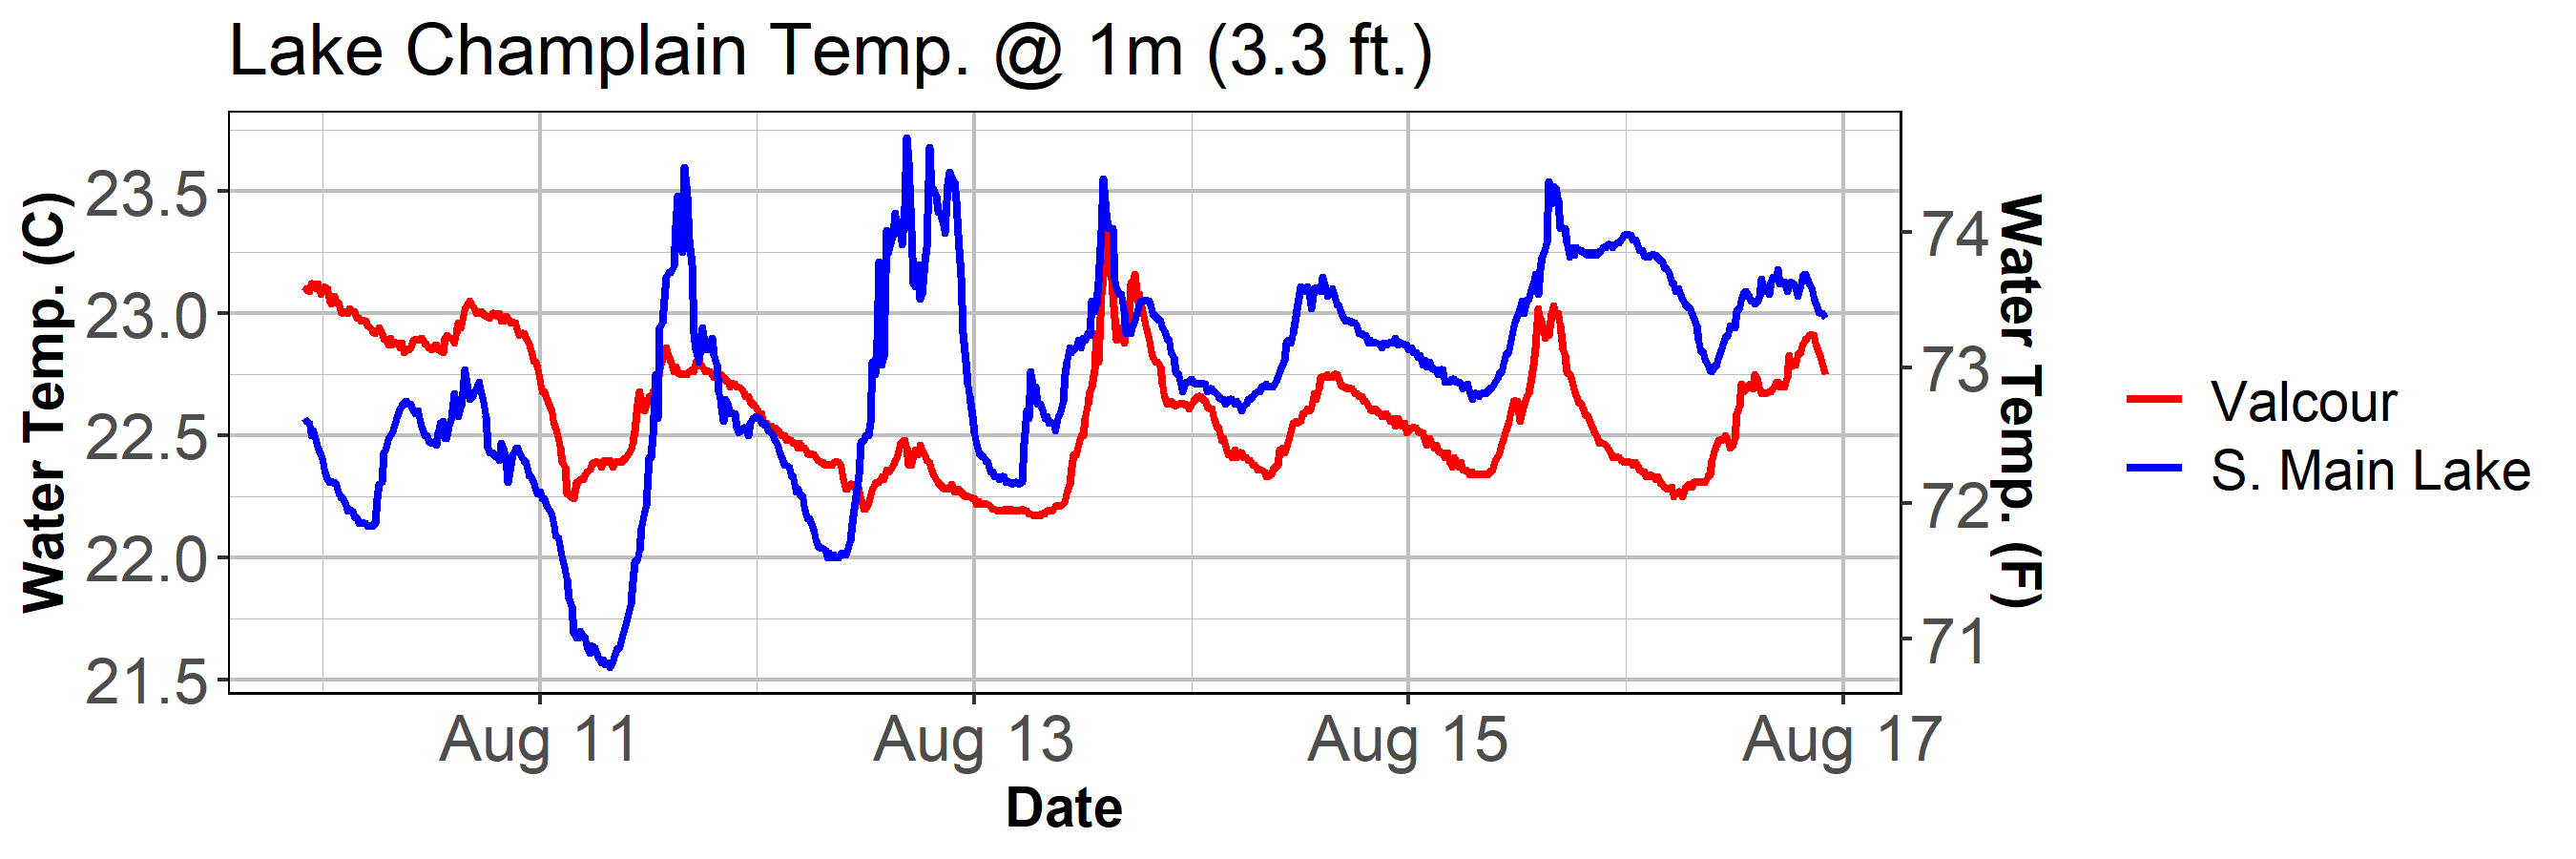 Lake Champlain Temp. @ 1m (3.3 ft.)
Water Temp. (C)
23.5
23.0
22.5
22.0
21.5
74
73
72
71
Water Temp. (F)
Aug 11 Aug 13 Aug 15 Aug 17
Date
Valcour
S. Main Lake